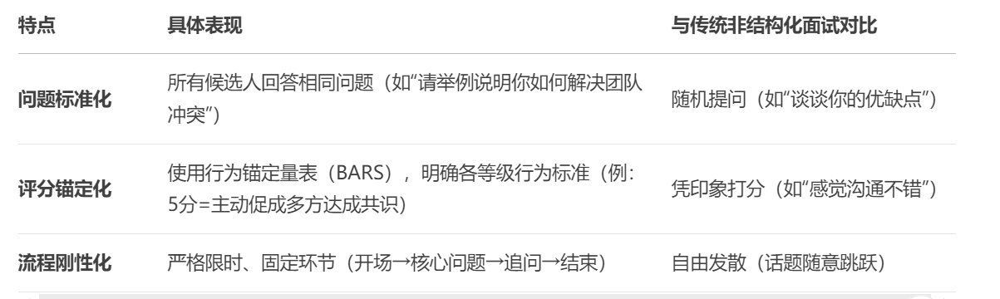 特点 具体表现 与传统非结构化面试对比
问题标准化 所有候选人回答相同问题（如“请举例说明你如何解决团队
冲突”） 随机提问（如“谈谈你的优缺点”）
评分锚定化 使用行为锚定量表（BARS），明确各等级行为标准（例：
5分=主动促成多方达成共识） 凭印象打分（如“感觉沟通不错”）
流程刚性化 严格限时、固定环节（开场→核心问题→追问→结束） 自由发散（话题随意跳跃）